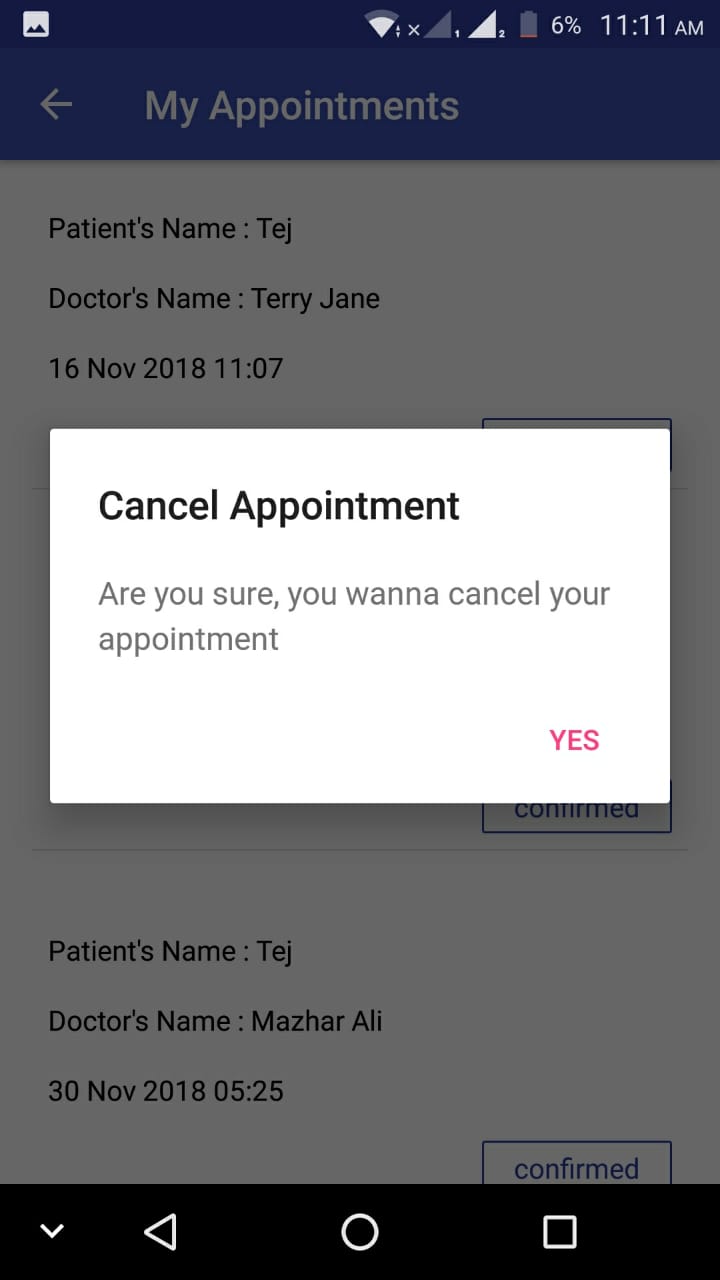 1 2 6% 11:11 AM
My Appointments
Patient's Name : Tej
Doctor's Name : Terry Jane
16 Nov 2018 11:07
Cancel Appointment
Are you sure, you wanna cancel your
appointment
YES
confirmed
Patient's Name : Tej
Doctor's Name : Mazhar Ali
30 Nov 2018 05:25
confirmed